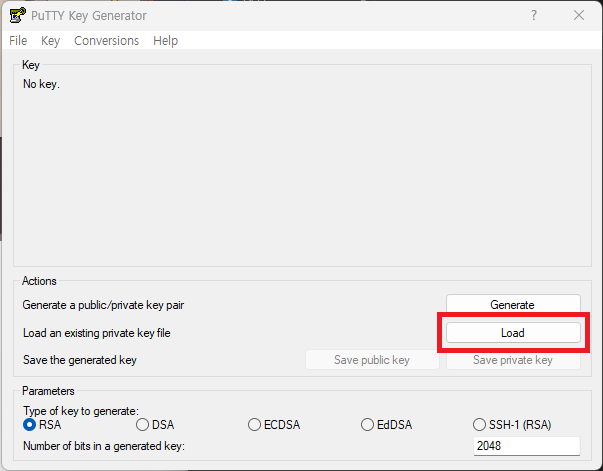 PuTTY Key Generator ?
File Key Conversions Help
Key
No key.
Actions
Generate a public/private key pair Generate
Load an existing private key file Load
Save the generated key Save public key Save private key
Parameters
Type of key to generate:
RSA DSA ECDSA EdDSA SSH-1 (RSA)
Number of bits in a generated key: 2048